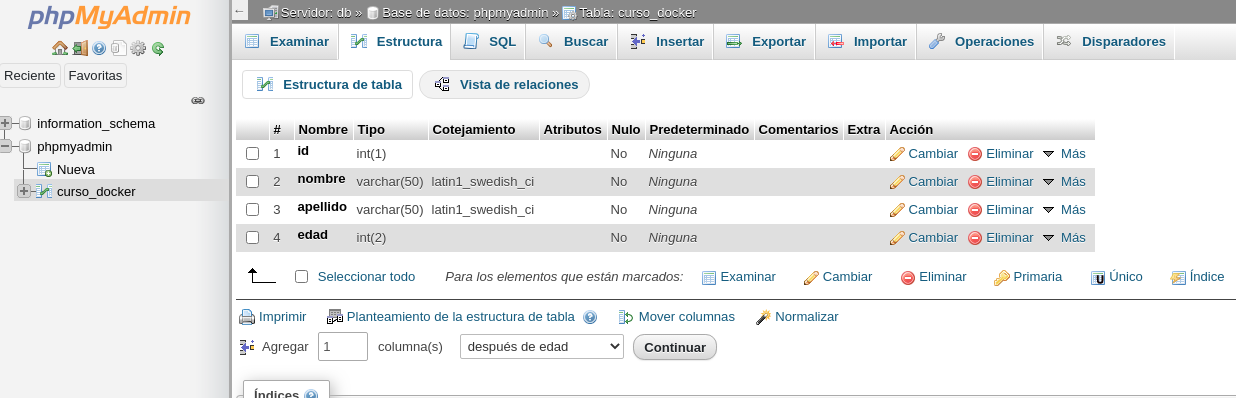 phpMyAdmin
Reciente Favoritas
information_schema
phpmyadmin
Nueva
curso_docker
← Servidor: db » Base de datos: phpmyadmin » Tabla: curso_docker
Examinar Estructura SQL Buscar Insertar Exportar Importar Operaciones Disparadores
Estructura de tabla Vista de relaciones
# Nombre Tipo Cotejamiento Atributos Nulo Predeterminado Comentarios Extra Acción
1 id int(1) No Ninguna Cambiar Eliminar Más
2 nombre varchar(50) latin1_swedish_ci No Ninguna Cambiar Eliminar Más
3 apellido varchar(50) latin1_swedish_ci No Ninguna Cambiar Eliminar Más
4 edad int(2) No Ninguna Cambiar Eliminar Más
Seleccionar todo Para los elementos que están marcados: Examinar Cambiar Eliminar Primaria Único Índice
Imprimir Planteamiento de la estructura de tabla Mover columnas Normalizar
Agregar 1 columna(s) después de edad Continuar
Índices